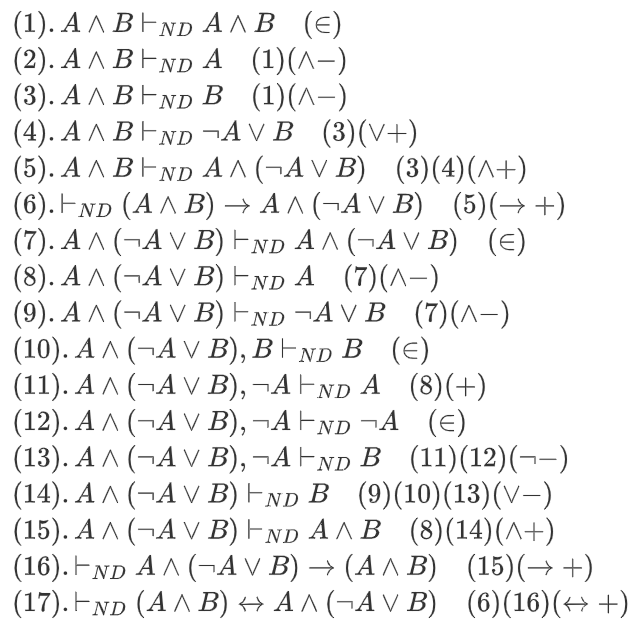 (1). A ∧ B ⊢ND A ∧ B (∈)
(2). A ∧ B ⊢ND A (1)(∧−)
(3). A ∧ B ⊢ND B (1)(∧−)
(4). A ∧ B ⊢ND ¬A ∨ B (3)(∨+)
(5). A ∧ B ⊢ND A ∧ (¬A ∨ B) (3)(4)(∧+)
(6). ⊢ND (A ∧ B) → A ∧ (¬A ∨ B) (5)(→ +)
(7). A ∧ (¬A ∨ B) ⊢ND A ∧ (¬A ∨ B) (∈)
(8). A ∧ (¬A ∨ B) ⊢ND A (7)(∧−)
(9). A ∧ (¬A ∨ B) ⊢ND ¬A ∨ B (7)(∧−)
(10). A ∧ (¬A ∨ B), B ⊢ND B (∈)
(11). A ∧ (¬A ∨ B), ¬A ⊢ND A (8)(+)
(12). A ∧ (¬A ∨ B), ¬A ⊢ND ¬A (∈)
(13). A ∧ (¬A ∨ B), ¬A ⊢ND B (11)(12)(¬−)
(14). A ∧ (¬A ∨ B) ⊢ND B (9)(10)(13)(∨−)
(15). A ∧ (¬A ∨ B) ⊢ND A ∧ B (8)(14)(∧+)
(16). ⊢ND A ∧ (¬A ∨ B) → (A ∧ B) (15)(→ +)
(17). ⊢ND (A ∧ B) ↔ A ∧ (¬A ∨ B) (6)(16)(↔ +)